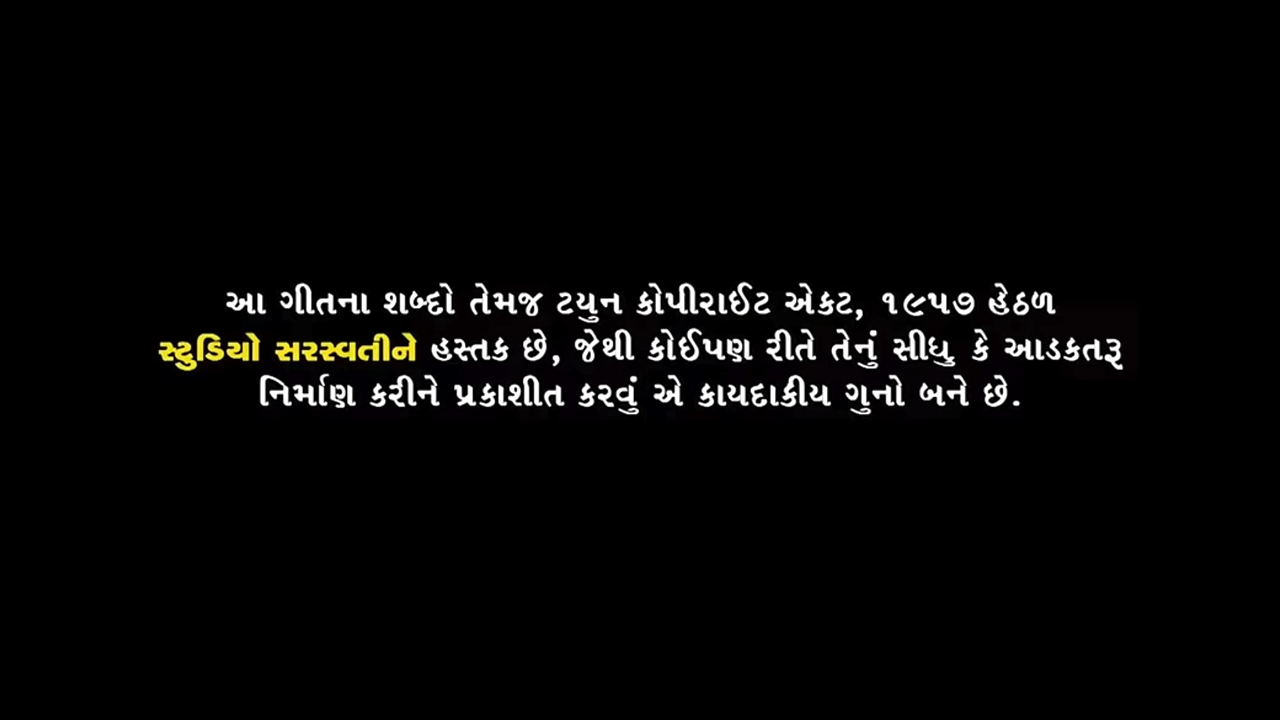 આ ગીતના શબ્દો તેમજ ટયુન કોપીરાઈટ એકટ, ૧૯૫૭ હેઠળ
સ્ટુડિયો સરસ્વતીને હસ્તક છે, જેથી કોઈપણ રીતે તેનું સીધુ કે આડકતરૂ
નિર્માણ કરીને પ્રકાશીત કરવું એ કાયદાકીય ગુનો બને છે.